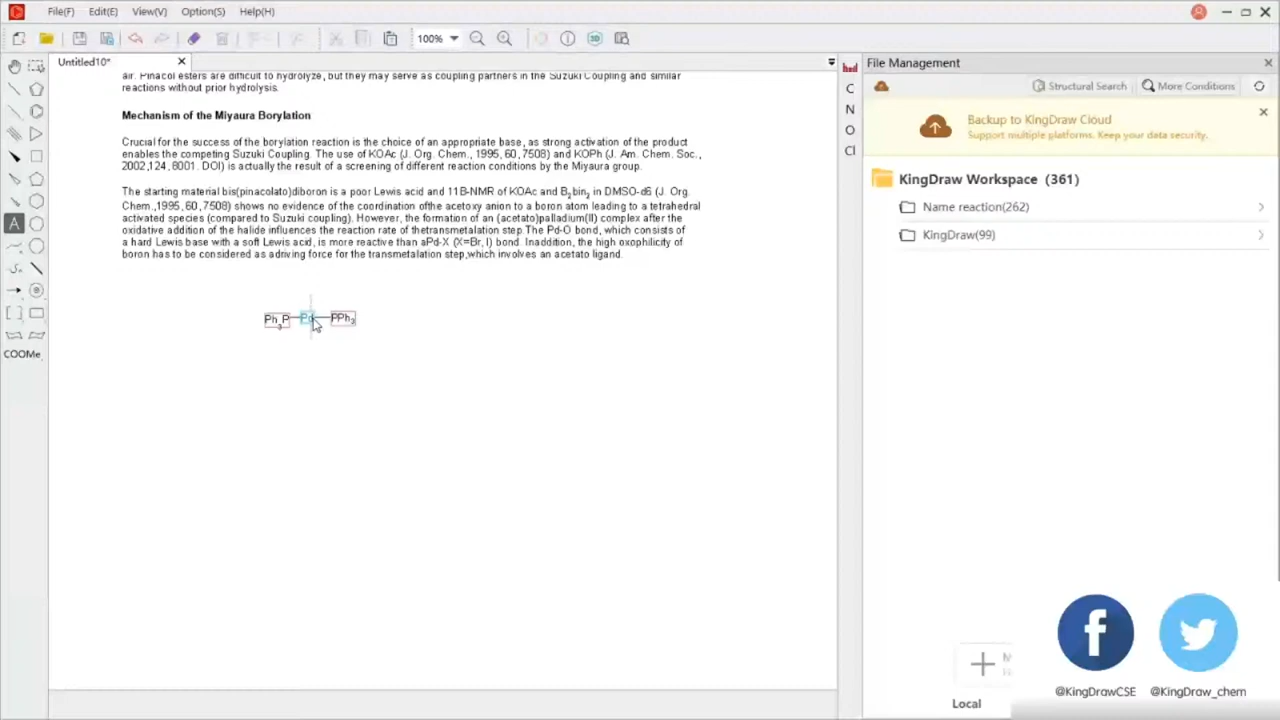 File(F) Edit(E) View(V) Option(S) Help(H)
100%
Untitled10*
air. Pinacol esters are difficult to hydrolyze, but they may serve as coupling partners in the Suzuki Coupling and similar
reactions without prior hydrolysis.
Mechanism of the Miyaura Borylation
Crucial for the success of the borylation reaction is the choice of an appropriate base, as strong activation of the product
enables the competing Suzuki Coupling. The use of KOAc (J. Org. Chem., 1995, 60, 7508) and KOPh (J. Am. Chem. Soc.,
2002,124, 8001. DOI) is actually the result of a screening of different reaction conditions by the Miyaura group.
The starting material bis(pinacolato)diboron is a poor Lewis acid and 11B-NMR of KOAc and B2bin2 in DMSO-d6 (J. Org.
Chem.,1995, 60, 7508) shows no evidence of the coordination ofthe acetoxy anion to a boron atom leading to a tetrahedral
activated species (compared to Suzuki coupling). However, the formation of an (acetato)palladium(II) complex after the
oxidative addition of the halide influences the reaction rate of thetransmetalation step.The Pd-O bond, which consists of
a hard Lewis base with a soft Lewis acid, is more reactive than aPd-X (X=Br, I) bond. Inaddition, the high oxophilicity of
boron has to be considered as adriving force for the transmetalation step,which involves an acetato ligand.
Ph3P Pd PPh3
A
COOMe
C
N
O
Cl
3D
File Management
Structural Search More Conditions
Backup to KingDraw Cloud
Support multiple platforms. Keep your data security.
KingDraw Workspace (361)
Name reaction(262)
KingDraw(99)
Local
@KingDrawCSE @KingDraw_chem